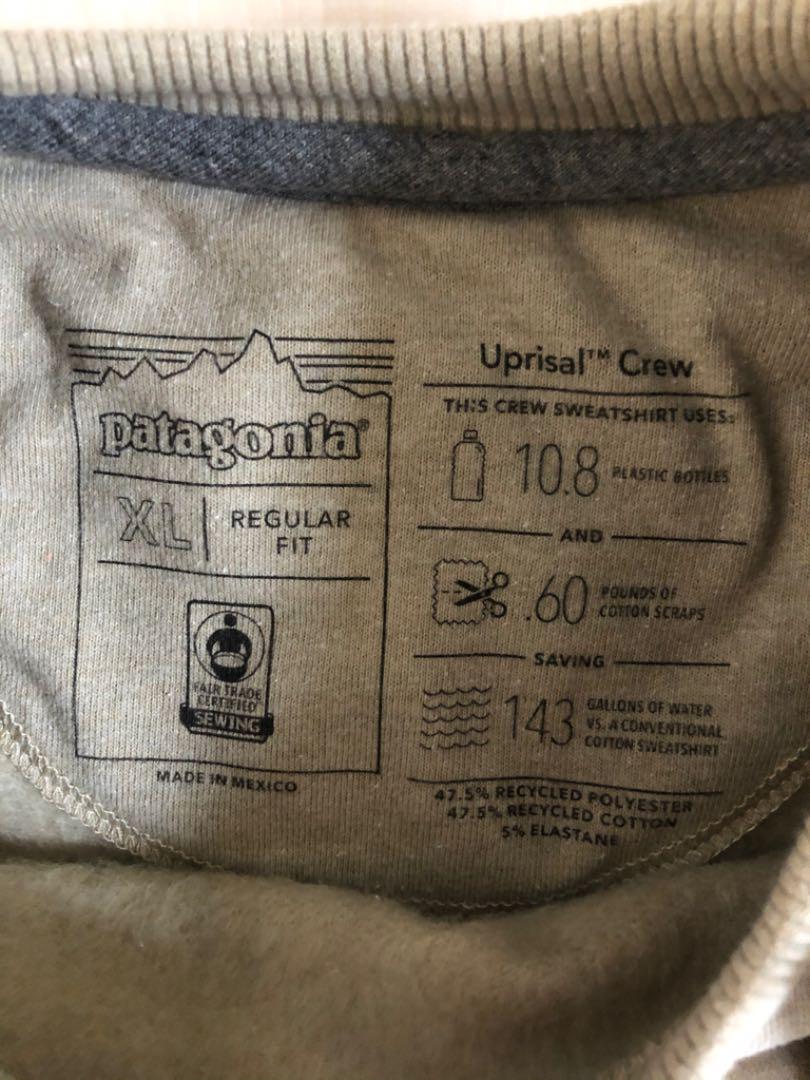 patagonia®
XL
REGULAR
FIT
FAIR TRADE
CERTIFIED
SEWING
MADE IN MEXICO
Uprisal™ Crew
THIS CREW SWEATSHIRT USES:
10.8 PLASTIC BOTTLES
AND
.60 POUNDS OF
COTTON SCRAPS
SAVING
143 GALLONS OF WATER
VS. A CONVENTIONAL
COTTON SWEATSHIRT
47.5% RECYCLED POLYESTER
47.5% RECYCLED COTTON
5% ELASTANE